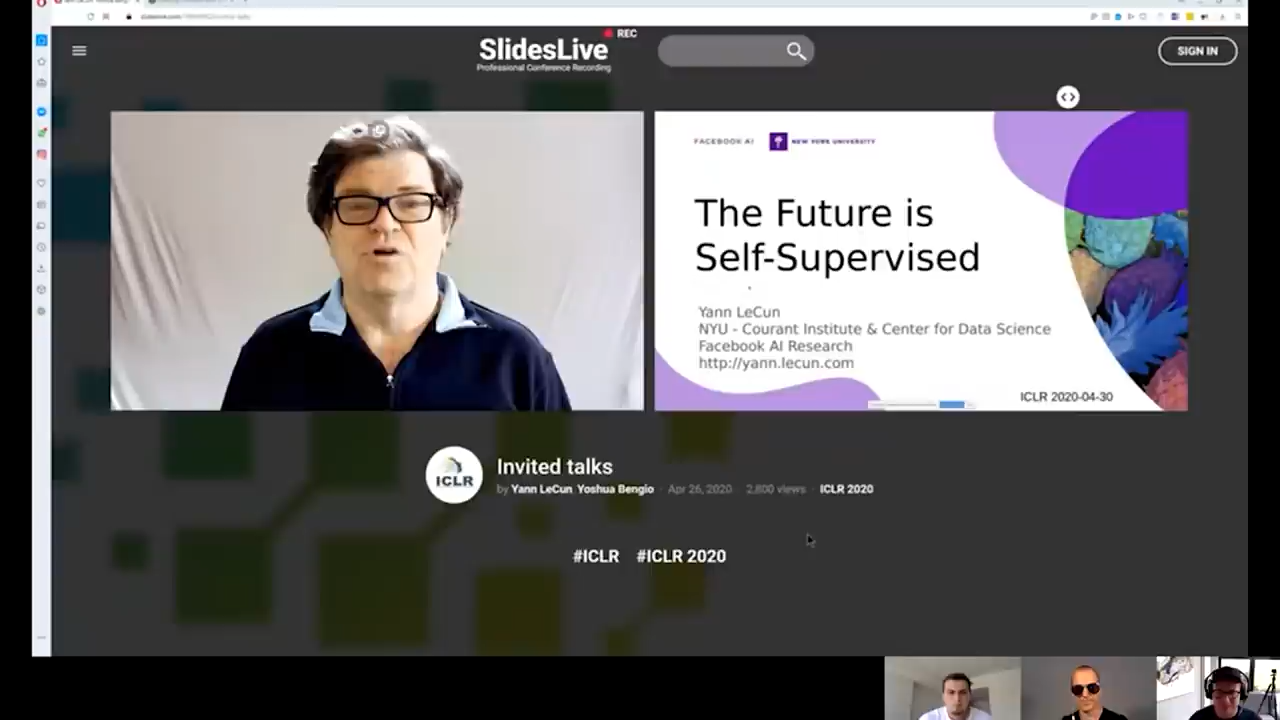 SlidesLive
REC
Professional Conference Recording
SIGN IN
FACEBOOK AI
NEW YORK UNIVERSITY
The Future is
Self-Supervised
Yann LeCun
NYU - Courant Institute & Center for Data Science
Facebook AI Research
http://yann.lecun.com
ICLR 2020-04-30
ICLR
Invited talks
by Yann LeCun Yoshua Bengio · Apr 26, 2020 · 2,800 views · ICLR 2020
#ICLR #ICLR 2020